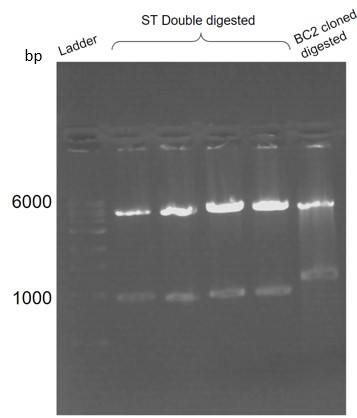 ST Double digested
Ladder
BC2 cloned
digested
bp
6000
1000